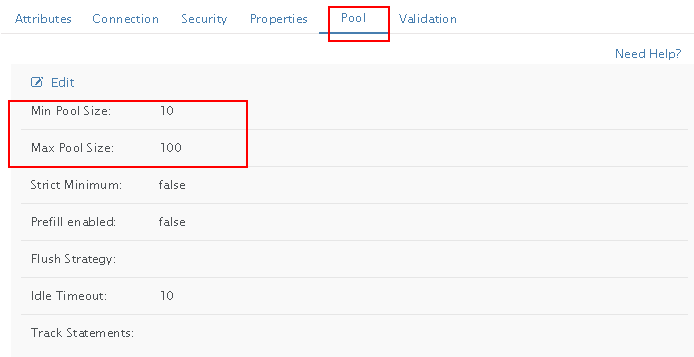 Attributes Connection Security Properties Pool Validation
Need Help?
Edit
Min Pool Size: 10
Max Pool Size: 100
Strict Minimum: false
Prefill enabled: false
Flush Strategy:
Idle Timeout: 10
Track Statements: